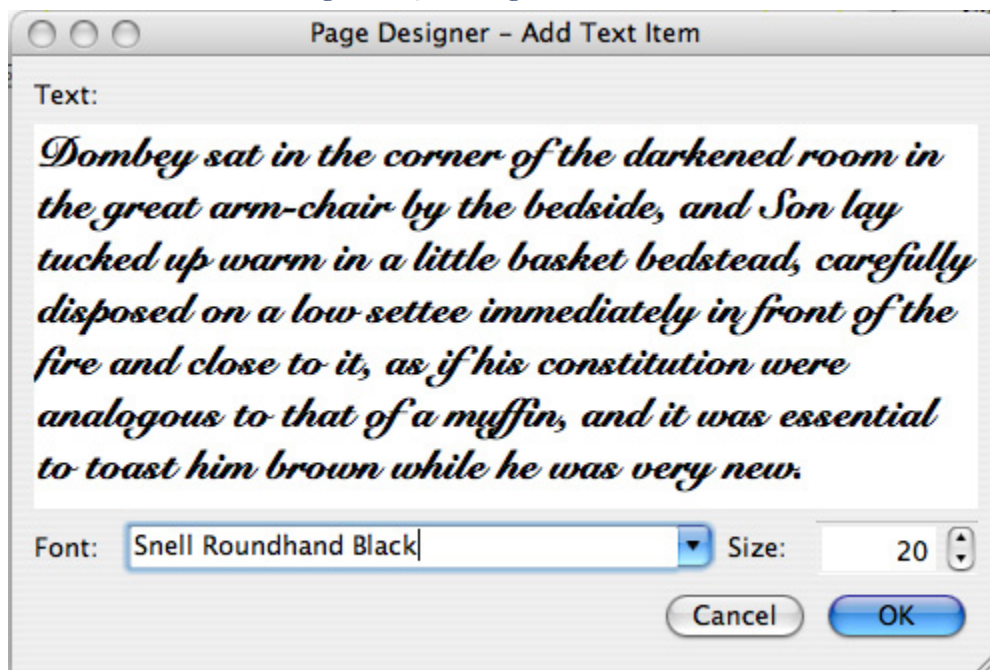 Page Designer – Add Text Item
Text:
Dombey sat in the corner of the darkened room in
the great arm-chair by the bedside, and Son lay
tucked up warm in a little basket bedstead, carefully
disposed on a low settee immediately in front of the
fire and close to it, as if his constitution were
analogous to that of a muffin, and it was essential
to toast him brown while he was very new.
Font: Snell Roundhand Black Size: 20
Cancel OK